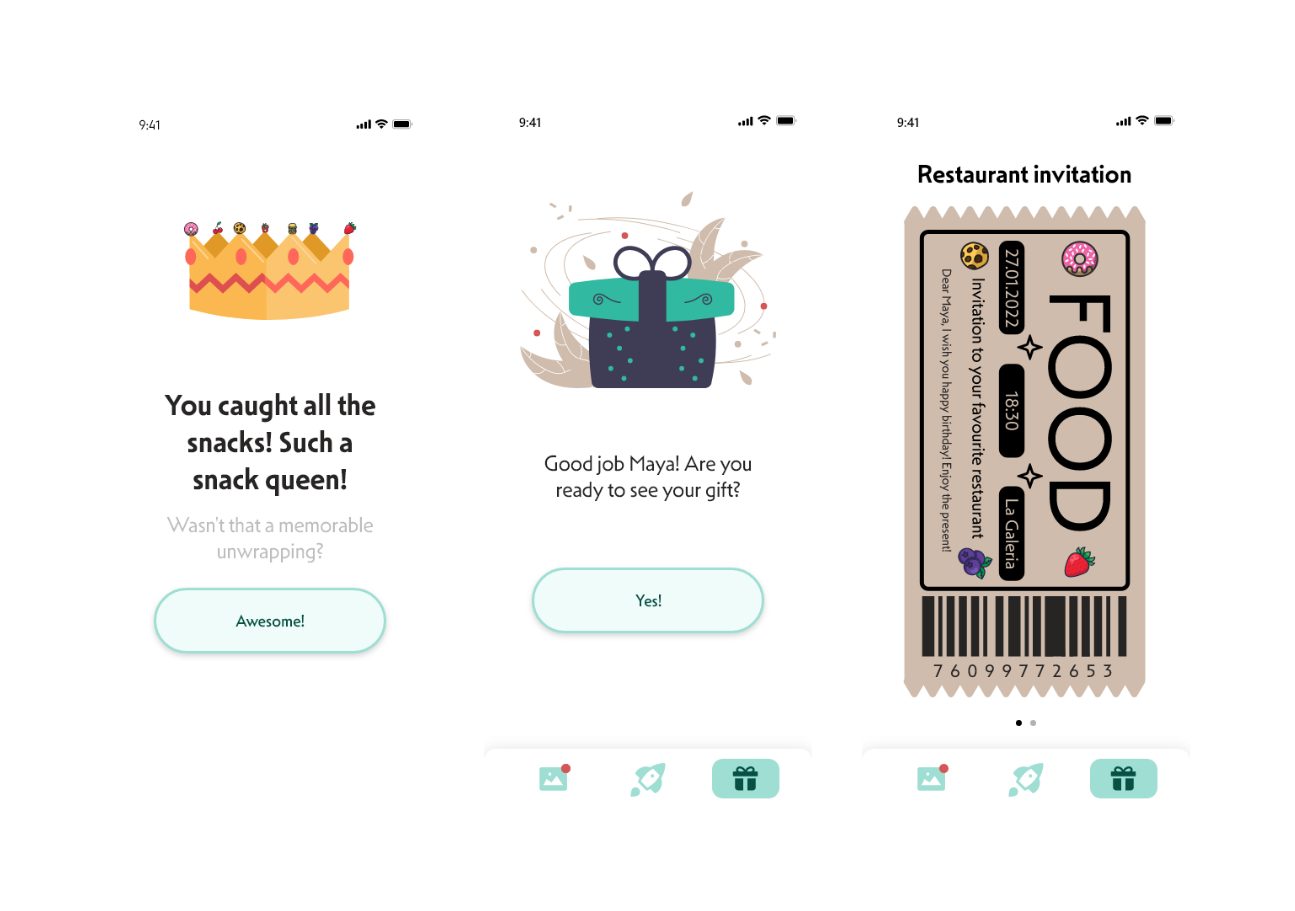 9:41
You caught all the
snacks! Such a
snack queen!
Wasn't that a memorable
unwrapping?
Awesome!
9:41
Good job Maya! Are you
ready to see your gift?
Yes!
9:41
Restaurant invitation
FOOD
27.01.2022
18:30
La Galeria
Invitation to your favourite restaurant
Dear Maya, I wish you happy birthday! Enjoy the present!
7 6 0 9 9 7 7 2 6 5 3